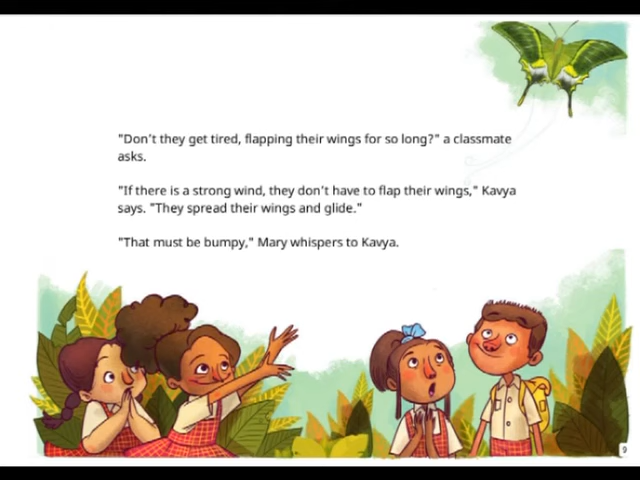 "Don't they get tired, flapping their wings for so long?" a classmate
asks.
"If there is a strong wind, they don't have to flap their wings," Kavya
says. "They spread their wings and glide."
"That must be bumpy," Mary whispers to Kavya.
9